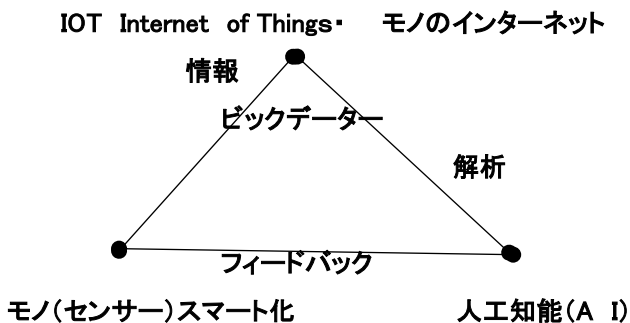 IOT Internet of Things・ モノのインターネット
情報
ビックデーター
解析
フィードバック
モノ(センサー)スマート化 人工知能(A I)